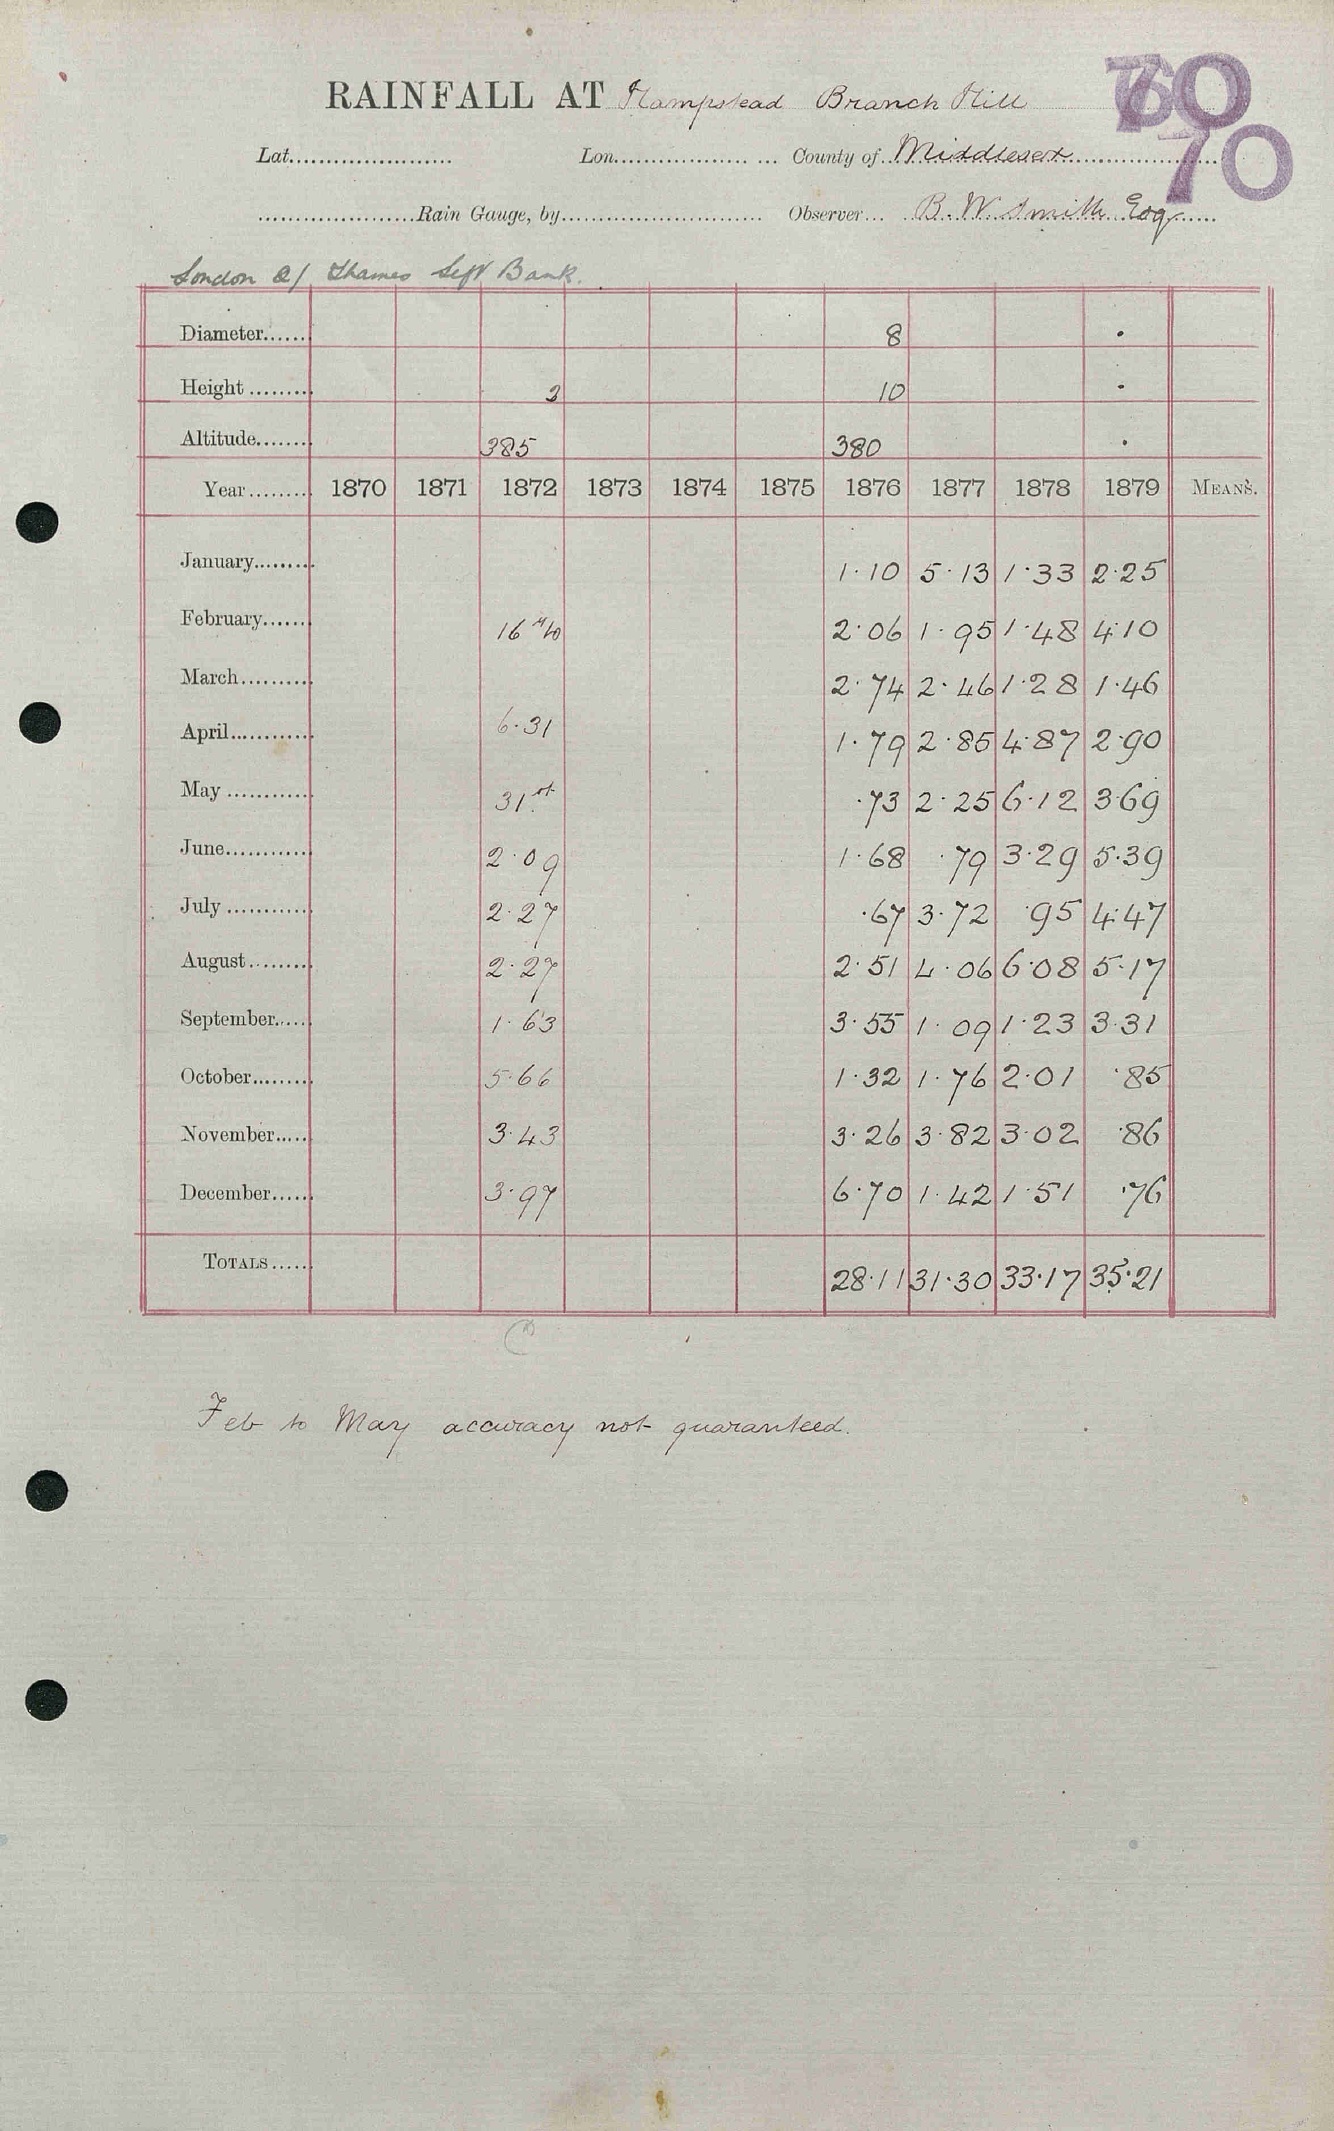 RAINFALL AT Hampstead Branch Hill
60
70
Lat. Lon. County of Middlesex
Rain Gauge, by Observer B. W. Smith Esq
London Thames Left Bank.
Diameter 8 .
Height 3 10 .
Altitude 385 380 .
Year 1870 1871 1872 1873 1874 1875 1876 1877 1878 1879 MEANS.
January 1·10 5·13 1·33 2·25
February 16th to 2·06 1·95 1·48 4·10
March 2·74 2·46 1·28 1·46
April 6·31 1·79 2·85 4·87 2·90
May 31st ·73 2·25 6·12 3·69
June 2·09 1·68 ·79 3·29 5·39
July 2·27 ·67 3·72 ·95 4·47
August 2·27 2·51 4·06 6·08 5·17
September 1·63 3·55 1·09 1·23 3·31
October 5·66 1·32 1·76 2·01 ·85
November 3·43 3·26 3·82 3·02 ·86
December 3·97 6·70 1·42 1·51 ·76
TOTALS 28·11 31·30 33·17 35·21
Feb to May accuracy not guaranteed.